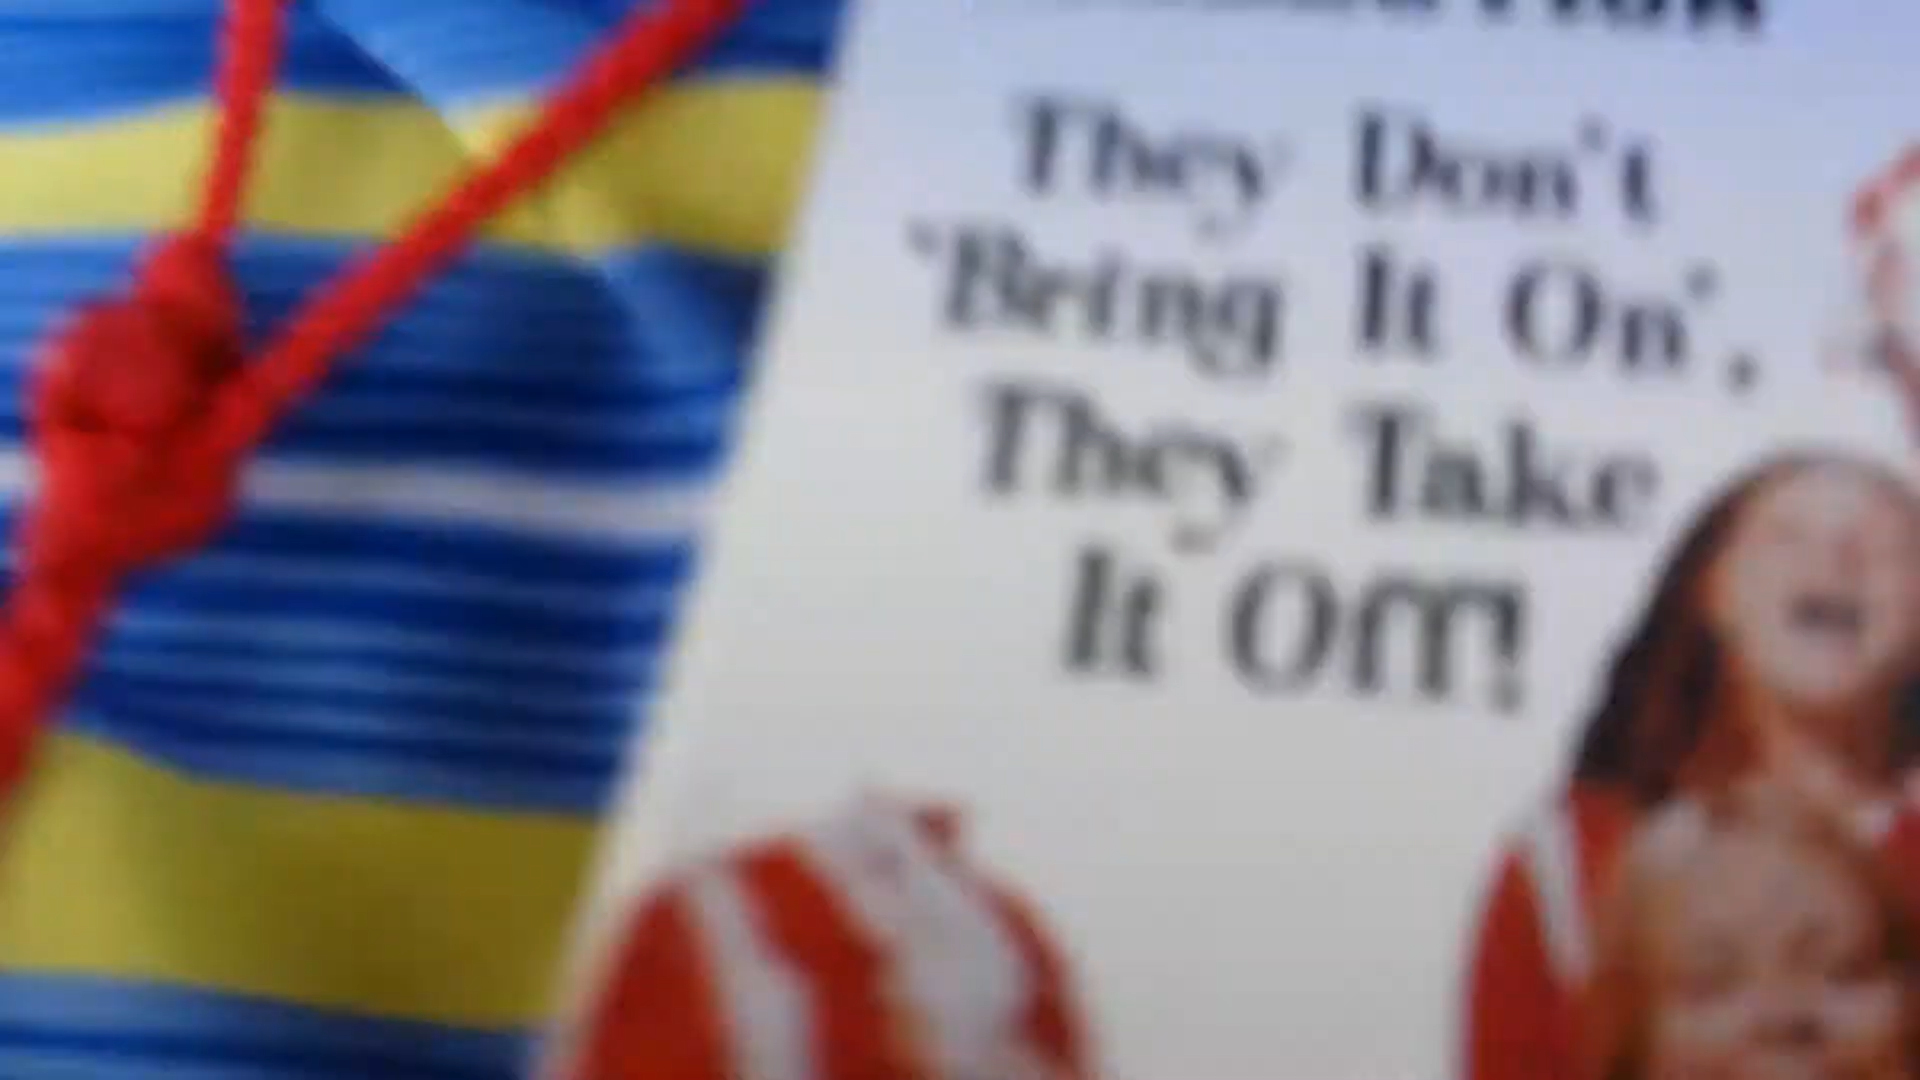 They Don't
'Bring It On',
They Take
It Off!